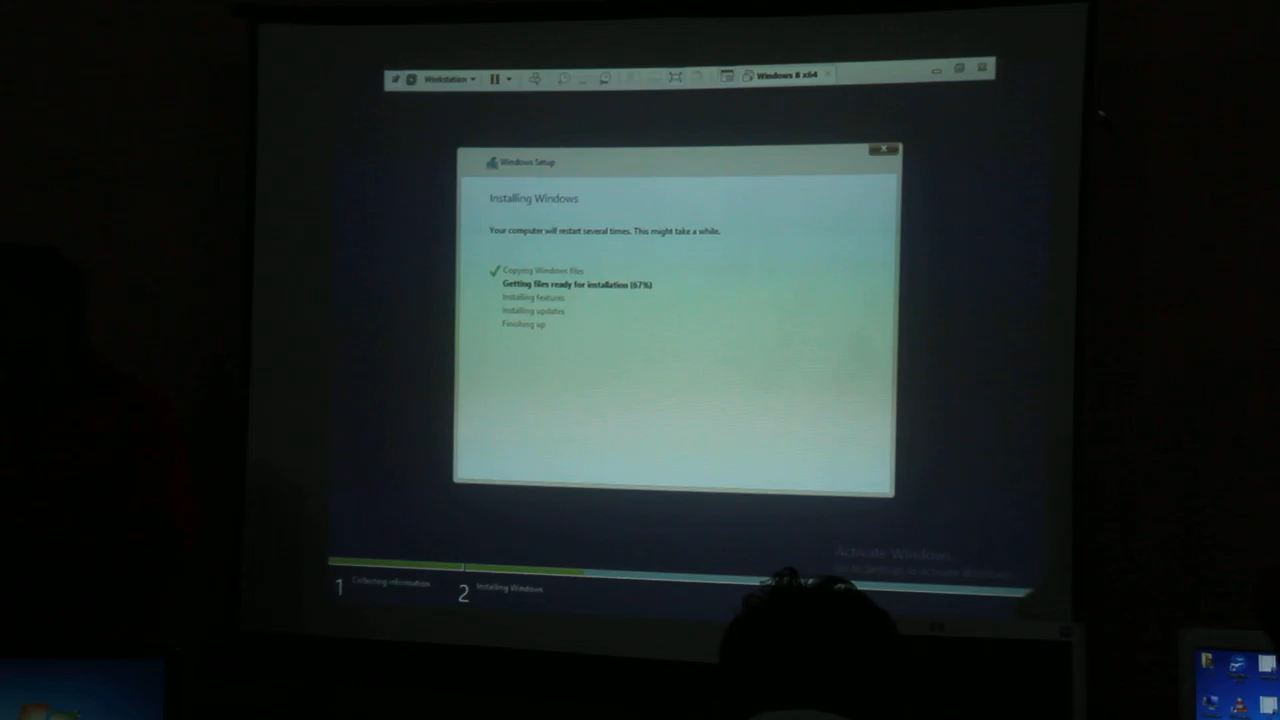 Workstation
Windows 8 x64
Windows Setup
Installing Windows
Your computer will restart several times. This might take a while.
Copying Windows files
Getting files ready for installation (67%)
Installing features
Installing updates
Finishing up
Activate Windows
1 Collecting information
2 Installing Windows